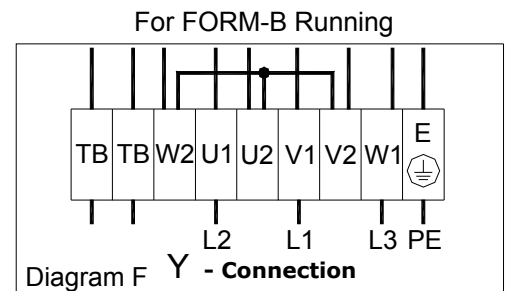 For FORM-B Running
TB TB W2 U1 U2 V1 V2 W1 E
L2 L1 L3 PE
Diagram F Y - Connection